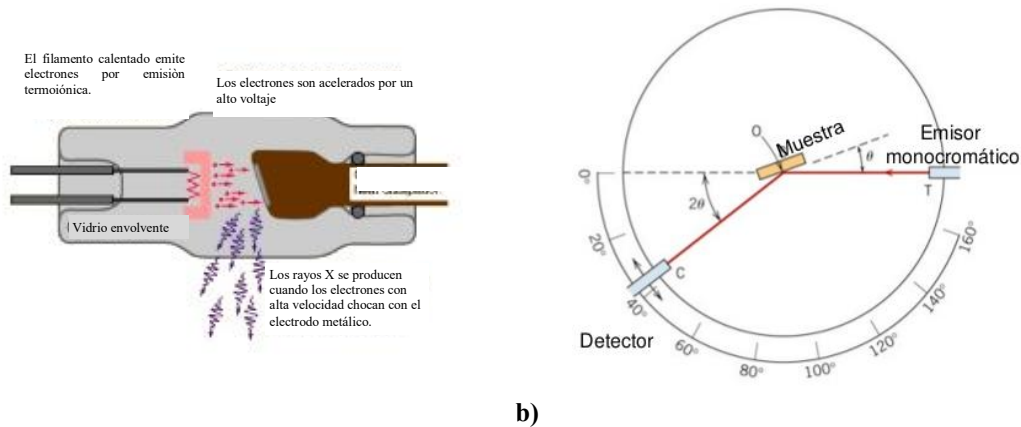 El filamento calentado emite
electrones por emisiòn
termoiónica.
Los electrones son acelerados por un
alto voltaje
Vidrio envolvente
Los rayos X se producen
cuando los electrones con
alta velocidad chocan con el
electrodo metálico.
O
Muestra
Emisor
monocromático
θ
T
0°
2θ
20°
C
40°
160°
140°
Detector
60°
120°
80°
100°
b)